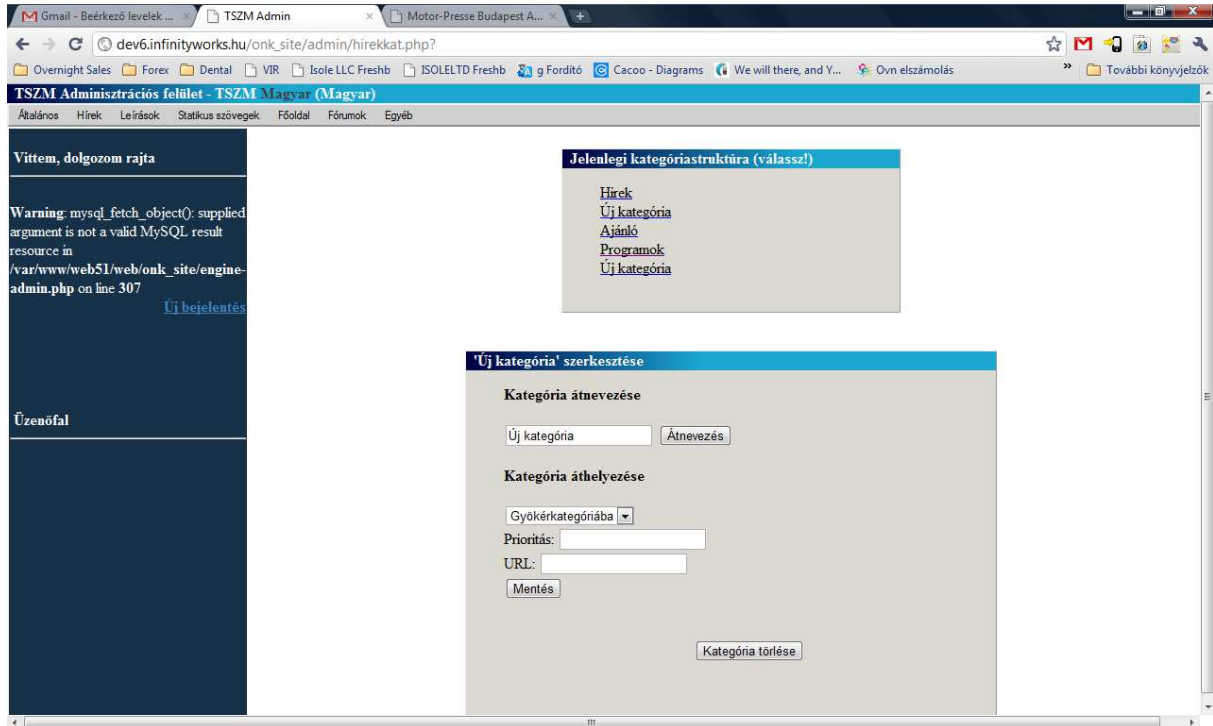 Gmail - Beérkező levelek ... TSZM Admin Motor-Presse Budapest A...
dev6.infinityworks.hu/onk_site/admin/hirekkat.php?
Overnight Sales Forex Dental VIR Isole LLC Freshb ISOLELTD Freshb g Fordító Cacoo - Diagrams We will there, and Y... Ovn elszámolás » További könyvjelzők
TSZM Adminisztrációs felület - TSZM Magyar (Magyar)
Általános Hírek Leírások Statikus szövegek Főoldal Fórumok Egyéb
Vittem, dolgozom rajta
Warning: mysql_fetch_object(): supplied
argument is not a valid MySQL result
resource in
/var/www/web51/web/onk_site/engine-
admin.php on line 307
Új bejelentés
Üzenőfal
Jelenlegi kategóriastruktúra (válassz!)
Hírek
Új kategória
Ajánló
Programok
Új kategória
'Új kategória' szerkesztése
Kategória átnevezése
Új kategória Átnevezés
Kategória áthelyezése
Gyökérkategóriába
Prioritás:
URL:
Mentés
Kategória törlése